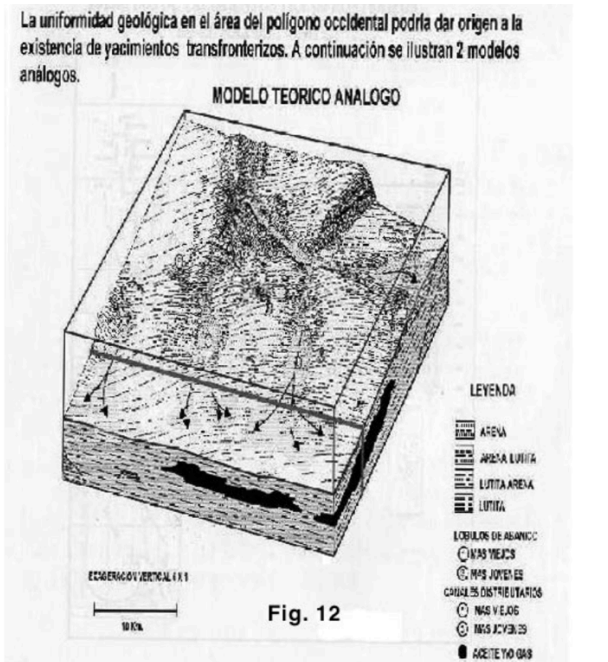 La uniformidad geológica en el área del polígono occidental podría dar origen a la
existencia de yacimientos transfronterizos. A continuación se ilustran 2 modelos
análogos.
MODELO TEORICO ANALOGO
LEYENDA
ARENA
ARENA LUTITA
LUTITA ARENA
LUTITA
LOBULOS DE ABANICO
MAS VIEJOS
MAS JOVENES
CANALES DISTRIBUTARIOS
MAS VIEJOS
MAS JOVENES
ACEITE Y/O GAS
EXAGERACION VERTICAL 4 X 1
10 Km.
Fig. 12